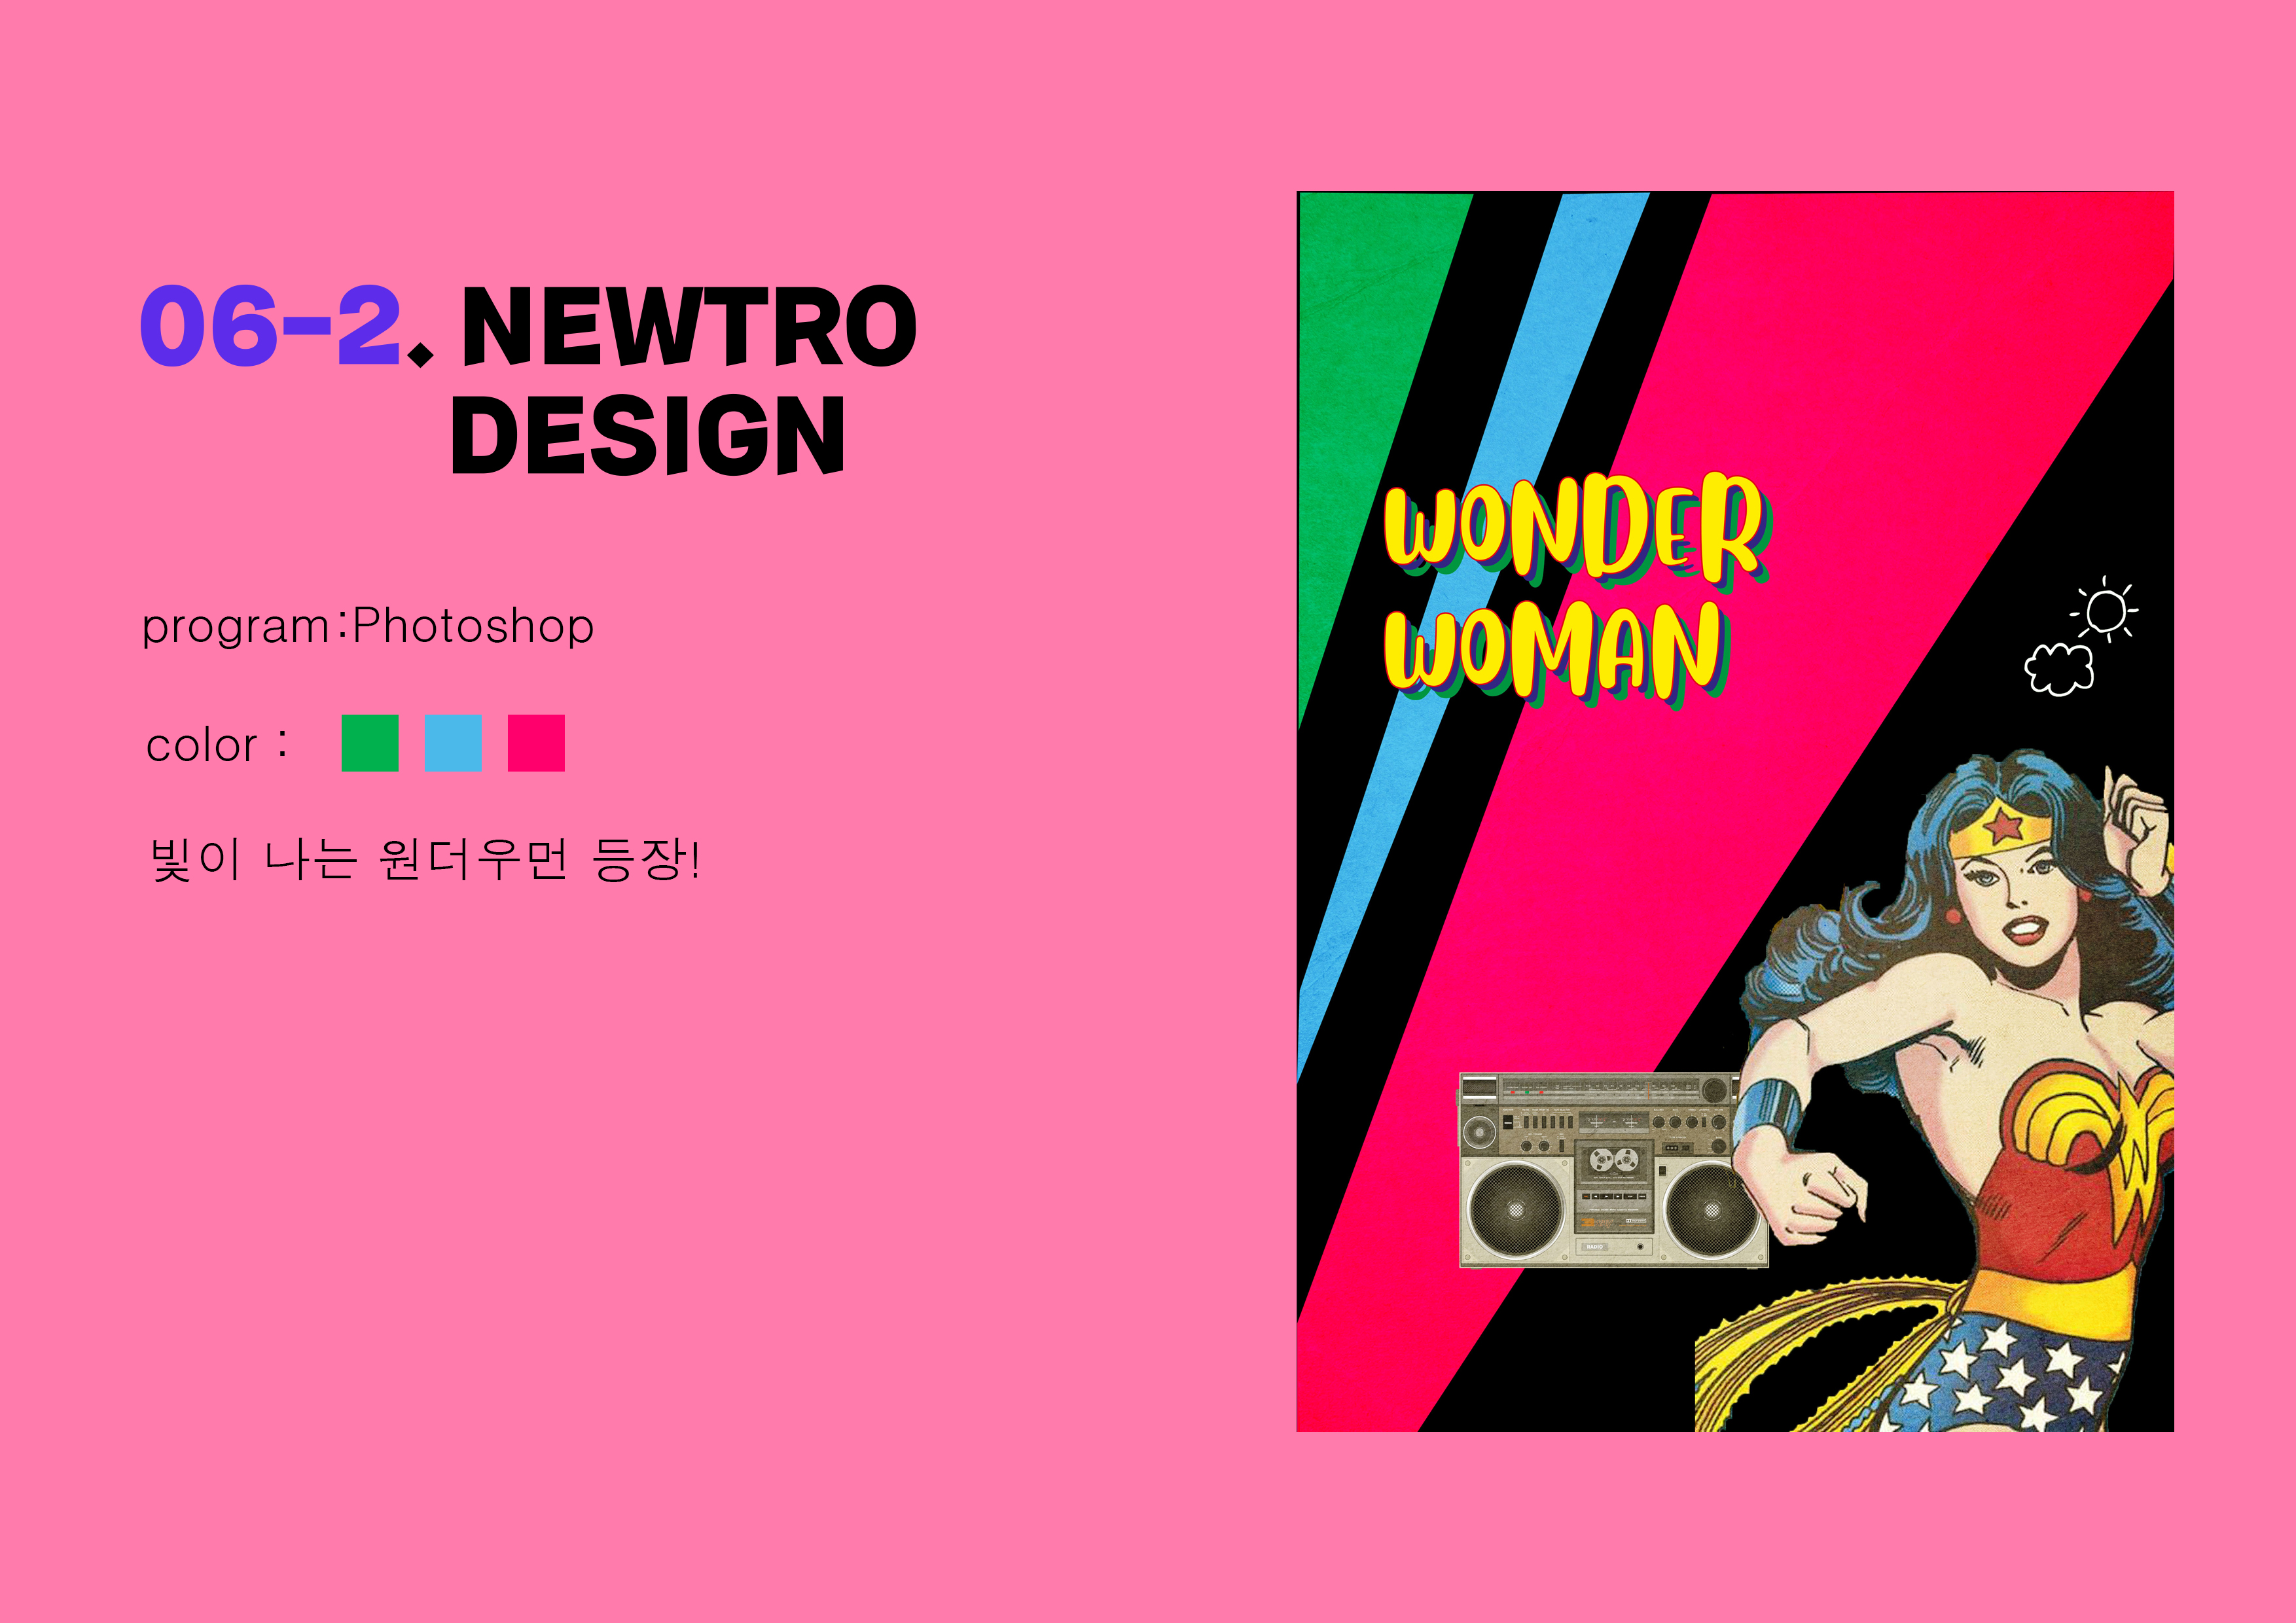 06-2. NEWTRO
DESIGN
program:Photoshop
color :
빛이 나는 원더우먼 등장!
WONDER
WOMAN
RADIO